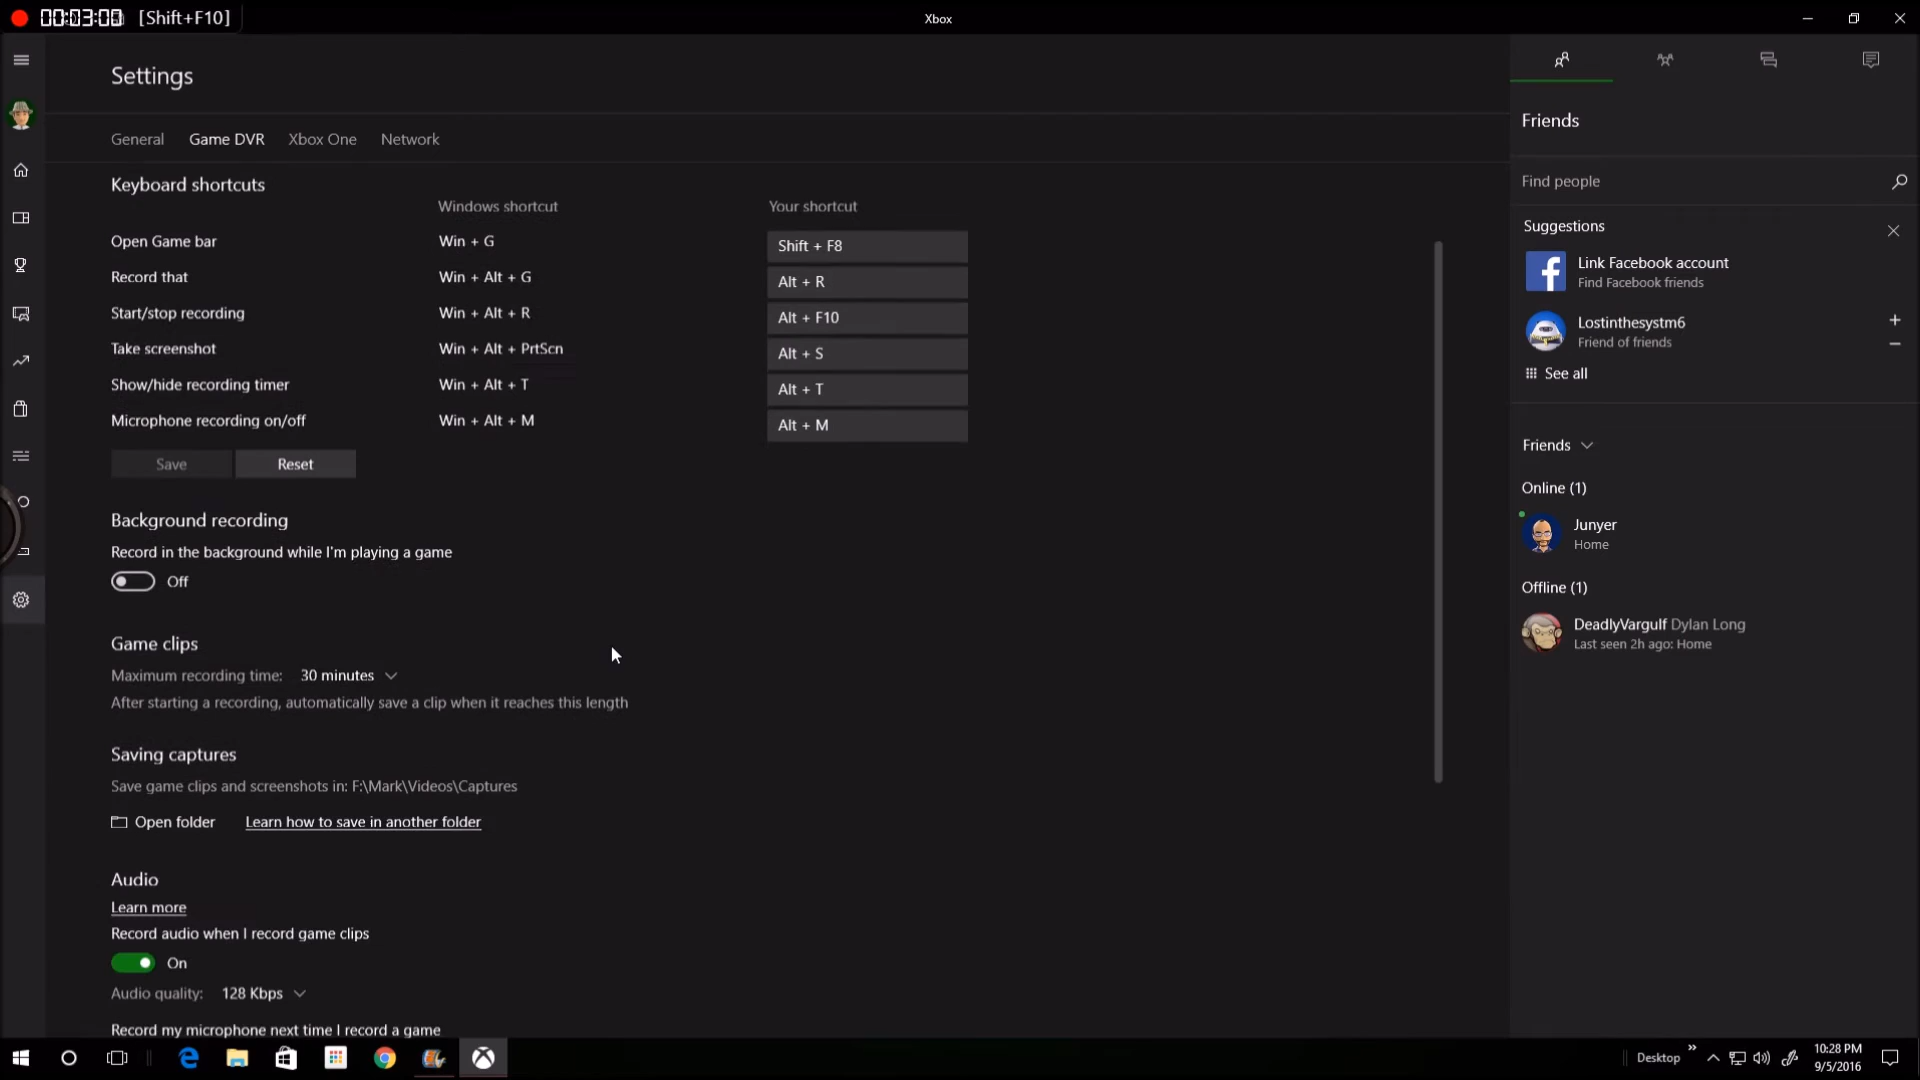 00:03:00 [Shift+F10]
Xbox
Settings
General Game DVR Xbox One Network
Keyboard shortcuts
Windows shortcut Your shortcut
Open Game bar Win + G Shift + F8
Record that Win + Alt + G Alt + R
Start/stop recording Win + Alt + R Alt + F10
Take screenshot Win + Alt + PrtScn Alt + S
Show/hide recording timer Win + Alt + T Alt + T
Microphone recording on/off Win + Alt + M Alt + M
Save Reset
Background recording
Record in the background while I'm playing a game
Off
Game clips
Maximum recording time: 30 minutes
After starting a recording, automatically save a clip when it reaches this length
Saving captures
Save game clips and screenshots in: F:\Mark\Videos\Captures
Open folder Learn how to save in another folder
Audio
Learn more
Record audio when I record game clips
On
Audio quality: 128 Kbps
Record my microphone next time I record a game
Friends
Find people
Suggestions
Link Facebook account
Find Facebook friends
Lostinthesystm6
Friend of friends
See all
Friends
Online (1)
Junyer
Home
Offline (1)
DeadlyVargulf Dylan Long
Last seen 2h ago: Home
Desktop
10:28 PM
9/5/2016